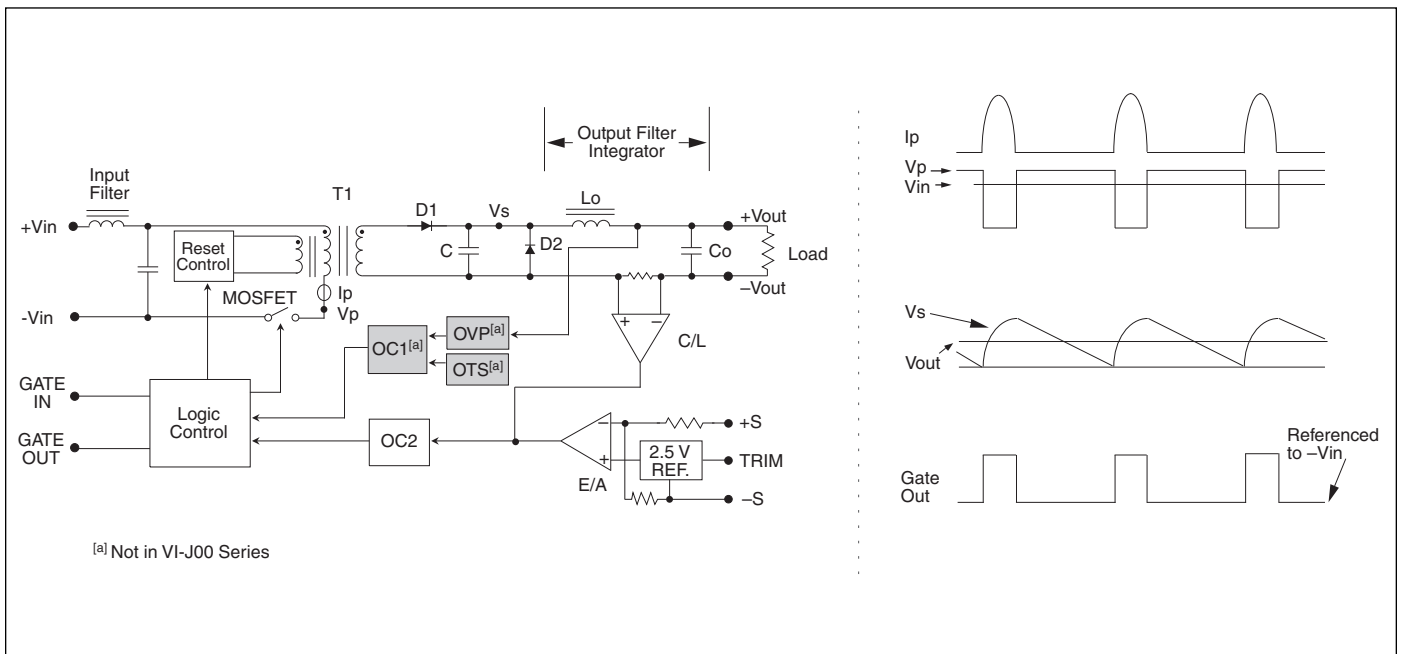 Output Filter
Integrator
Input
Filter
T1
D1
Vs
Lo
+Vin
+Vout
Reset
Control
C
D2
Co
Load
MOSFET
Ip
Vp
-Vin
–Vout
OC1[a]
OVP[a]
OTS[a]
+ –
C/L
GATE
IN
GATE
OUT
Logic
Control
OC2
–
+
E/A
+S
2.5 V
REF.
TRIM
–S
[a] Not in VI-J00 Series
Ip
Vp
Vin
Vs
Vout
Gate
Out
Referenced
to –Vin